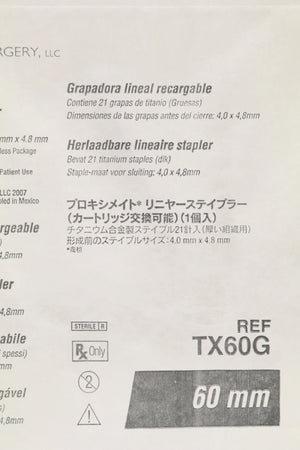 RGERY, LLC
Grapadora lineal recargable
Contiene 21 grapas de titanio (Gruesas)
Dimensiones de las grapas antes del cierre: 4,0 x 4,8mm
Herlaadbare lineaire stapler
Bevat 21 titanium staples (dik)
Staple-maat voor sluiting: 4,0 x 4,8mm
プロキシメイト* リニヤーステイプラー
(カートリッジ交換可能) (1個入)
チタニウム合金製ステイプル21針入 (厚い組織用)
形成前のステイプルサイズ: 4.0 mm x 4.8 mm
*商標
r
mm x 4.8 mm
less Package
Patient Use
LLC 2007
bled in Mexico
rgeable
4,8mm
ler
4,8mm
abile
i spessi)
x 4,8mm
gável
s)
4,8mm
STERILE R
Rx Only
2
REF
TX60G
60 mm